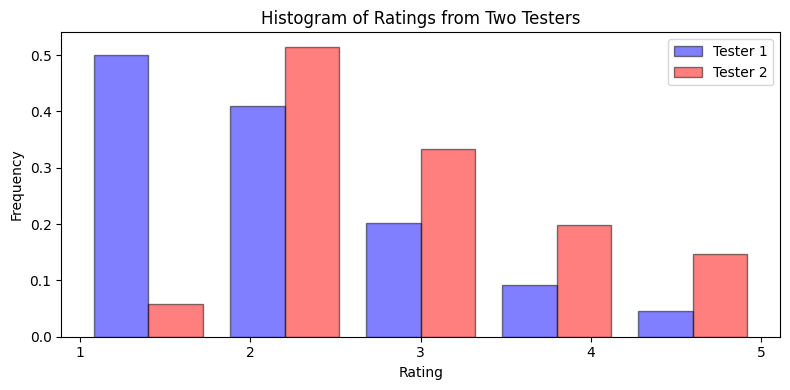 Histogram of Ratings from Two Testers
Tester 1
Tester 2
Frequency
0.5
0.4
0.3
0.2
0.1
0.0
1 2 3 4 5
Rating